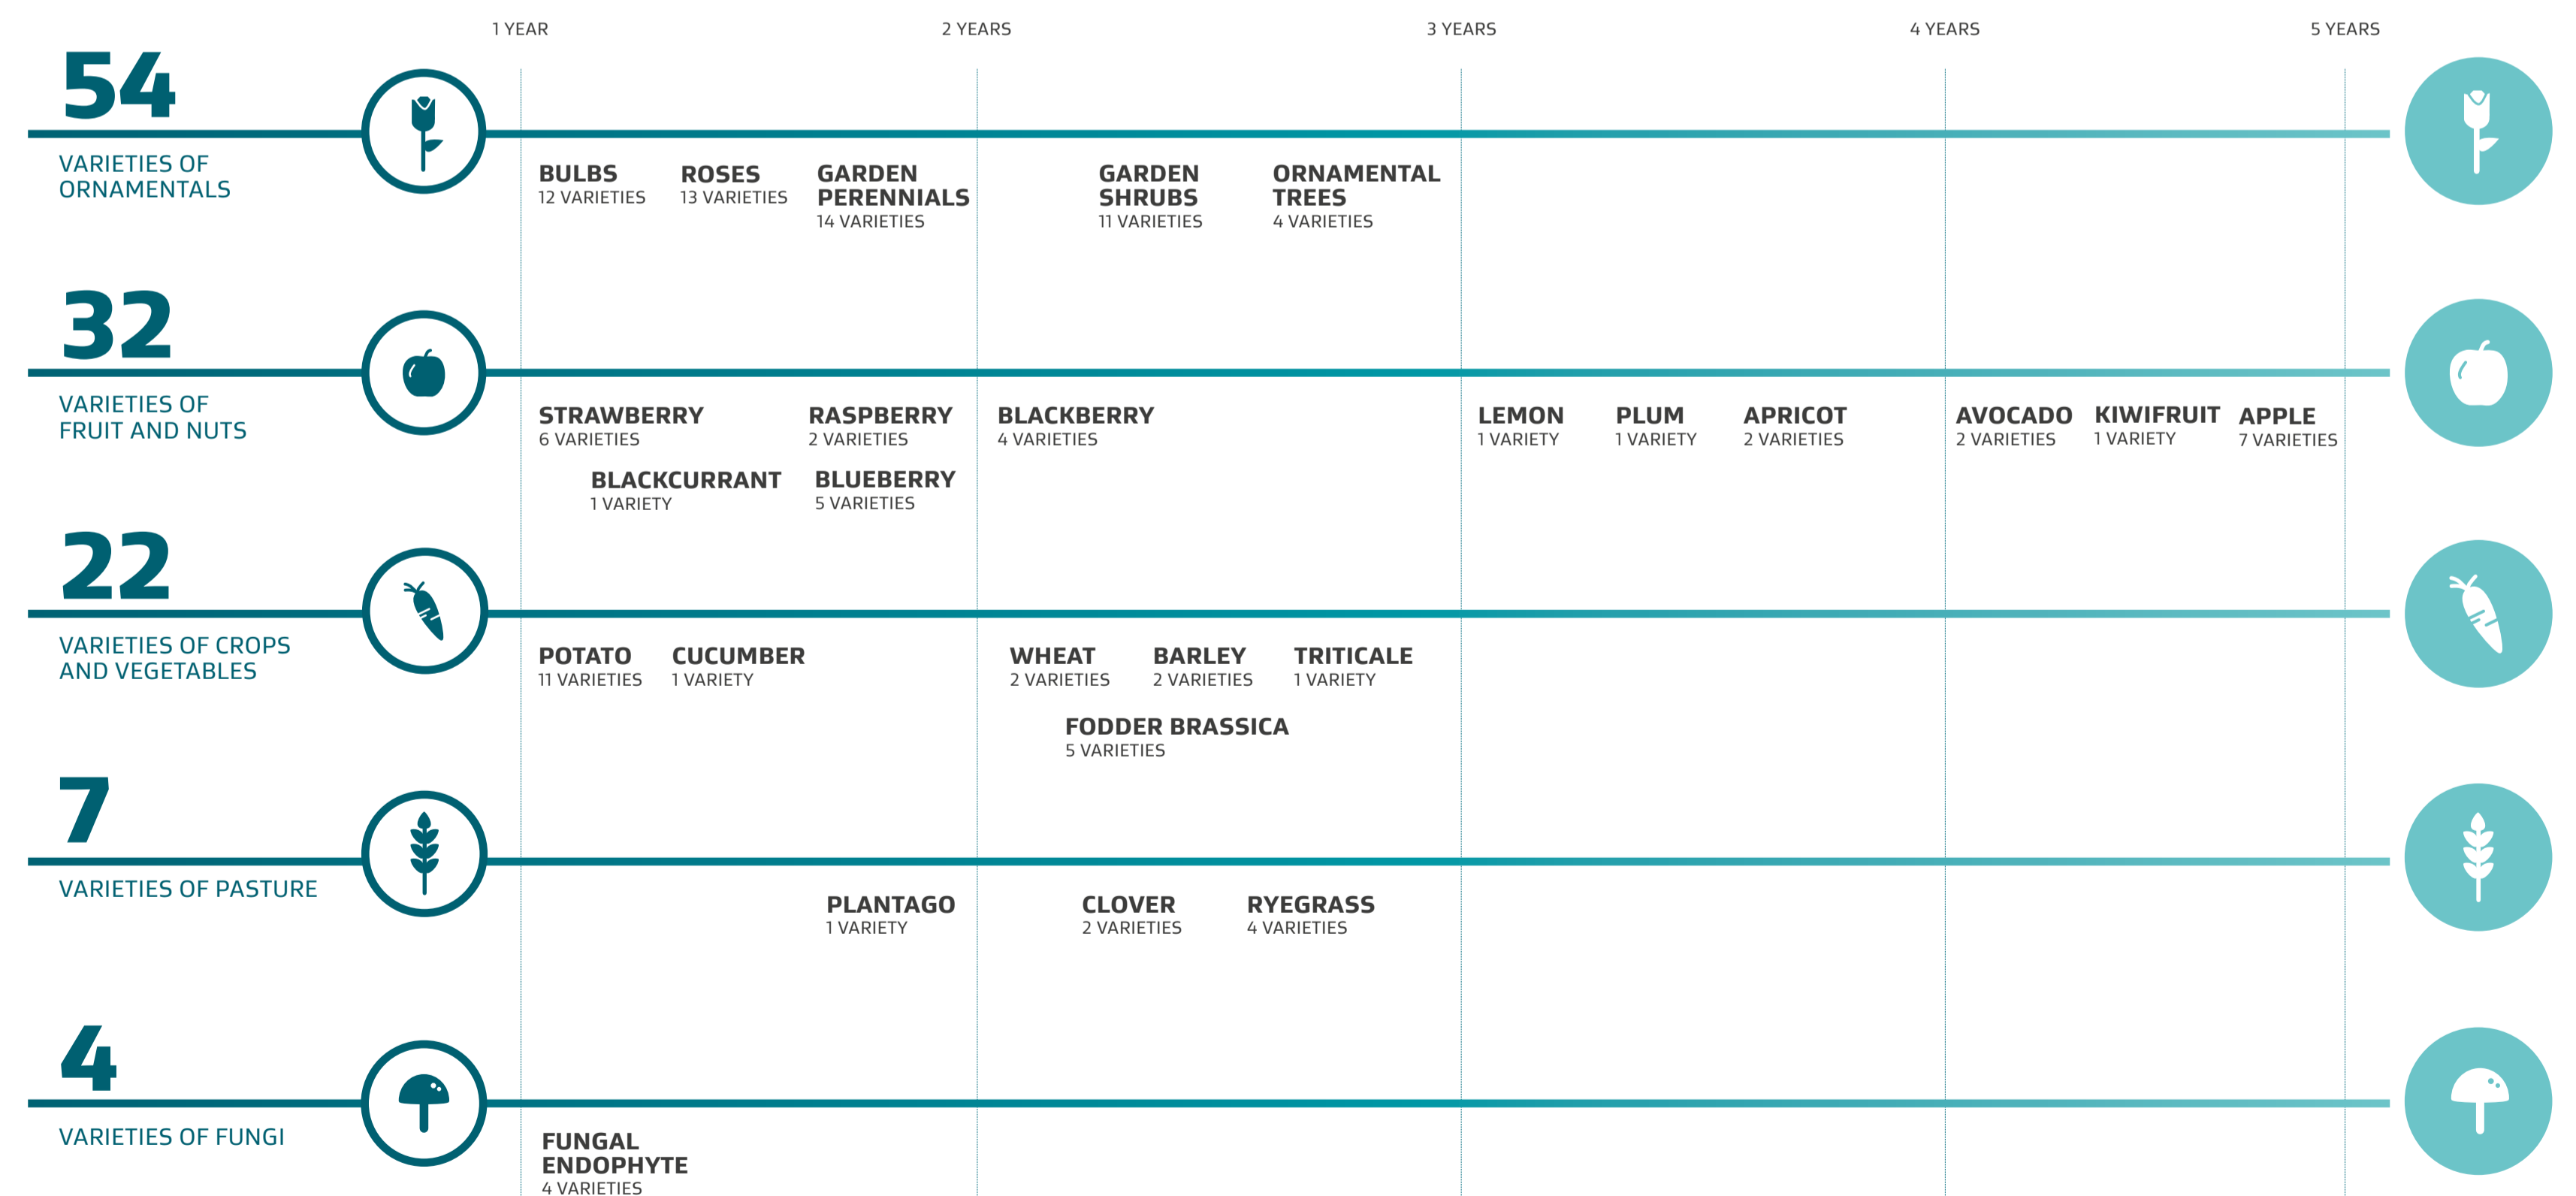 1 YEAR
2 YEARS
3 YEARS
4 YEARS
5 YEARS
54
VARIETIES OF
ORNAMENTALS
BULBS
12 VARIETIES
ROSES
13 VARIETIES
GARDEN
PERENNIALS
14 VARIETIES
GARDEN
SHRUBS
11 VARIETIES
ORNAMENTAL
TREES
4 VARIETIES
32
VARIETIES OF
FRUIT AND NUTS
STRAWBERRY
6 VARIETIES
BLACKCURRANT
1 VARIETY
RASPBERRY
2 VARIETIES
BLUEBERRY
5 VARIETIES
BLACKBERRY
4 VARIETIES
LEMON
1 VARIETY
PLUM
1 VARIETY
APRICOT
2 VARIETIES
AVOCADO
2 VARIETIES
KIWIFRUIT
1 VARIETY
APPLE
7 VARIETIES
22
VARIETIES OF CROPS
AND VEGETABLES
POTATO
11 VARIETIES
CUCUMBER
1 VARIETY
WHEAT
2 VARIETIES
BARLEY
2 VARIETIES
TRITICALE
1 VARIETY
FODDER BRASSICA
5 VARIETIES
7
VARIETIES OF PASTURE
PLANTAGO
1 VARIETY
CLOVER
2 VARIETIES
RYEGRASS
4 VARIETIES
4
VARIETIES OF FUNGI
FUNGAL
ENDOPHYTE
4 VARIETIES